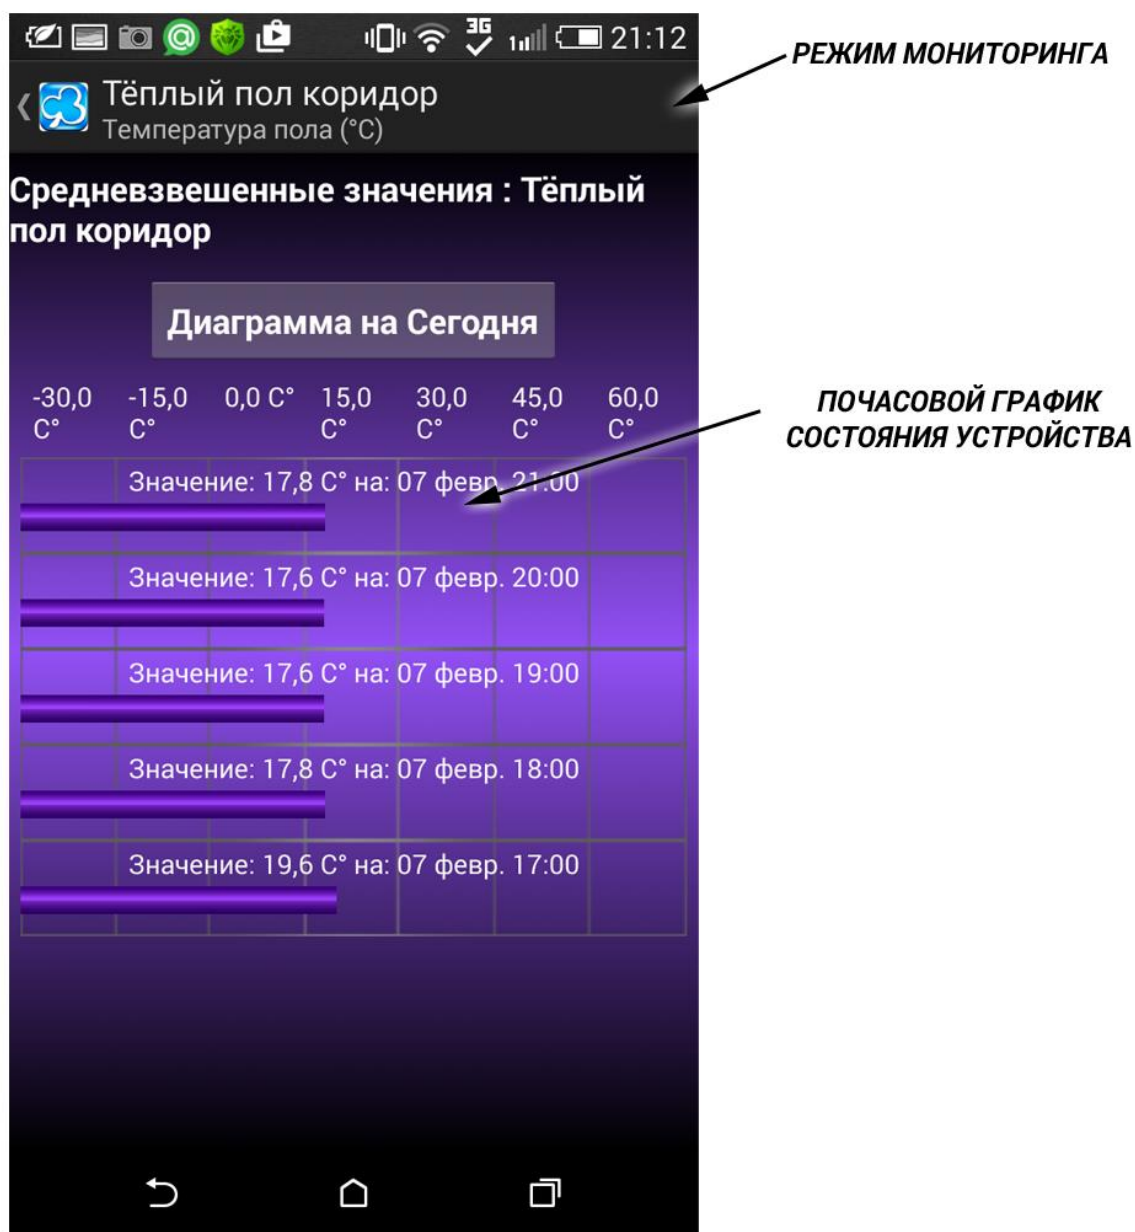 3G
21:12
РЕЖИМ МОНИТОРИНГА
Тёплый пол коридор
Температура пола (°C)
Средневзвешенные значения : Тёплый
пол коридор
Диаграмма на Сегодня
-30,0 C° -15,0 C° 0,0 C° 15,0 C° 30,0 C° 45,0 C° 60,0 C°
ПОЧАСОВОЙ ГРАФИК
СОСТОЯНИЯ УСТРОЙСТВА
Значение: 17,8 C° на: 07 февр. 21:00
Значение: 17,6 C° на: 07 февр. 20:00
Значение: 17,6 C° на: 07 февр. 19:00
Значение: 17,8 C° на: 07 февр. 18:00
Значение: 19,6 C° на: 07 февр. 17:00